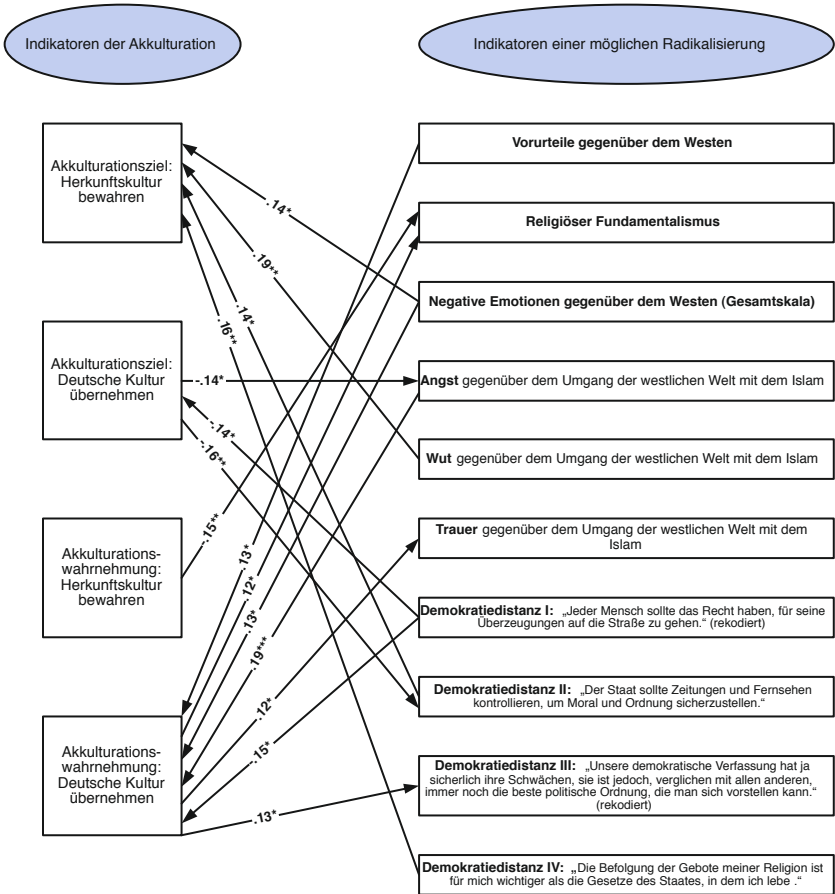 Indikatoren der Akkulturation
Indikatoren einer möglichen Radikalisierung
Akkulturationsziel:
Herkunftskultur
bewahren
Akkulturationsziel:
Deutsche Kultur
übernehmen
Akkulturations-
wahrnehmung:
Herkunftskultur
bewahren
Akkulturations-
wahrnehmung:
Deutsche Kultur
übernehmen
Vorurteile gegenüber dem Westen
Religiöser Fundamentalismus
Negative Emotionen gegenüber dem Westen (Gesamtskala)
Angst gegenüber dem Umgang der westlichen Welt mit dem Islam
Wut gegenüber dem Umgang der westlichen Welt mit dem Islam
Trauer gegenüber dem Umgang der westlichen Welt mit dem
Islam
Demokratiedistanz I: „Jeder Mensch sollte das Recht haben, für seine
Überzeugungen auf die Straße zu gehen.“ (rekodiert)
Demokratiedistanz II: „Der Staat sollte Zeitungen und Fernsehen
kontrollieren, um Moral und Ordnung sicherzustellen.“
Demokratiedistanz III: „Unsere demokratische Verfassung hat ja
sicherlich ihre Schwächen, sie ist jedoch, verglichen mit allen anderen,
immer noch die beste politische Ordnung, die man sich vorstellen kann.“
(rekodiert)
Demokratiedistanz IV: „Die Befolgung der Gebote meiner Religion ist
für mich wichtiger als die Gesetze des Staates, in dem ich lebe .“
.14*
.19**
.14*
.16**
-.14*
-.14*
-.16**
.15**
.13*
.12*
.13*
.19***
.12*
.15*
.13*